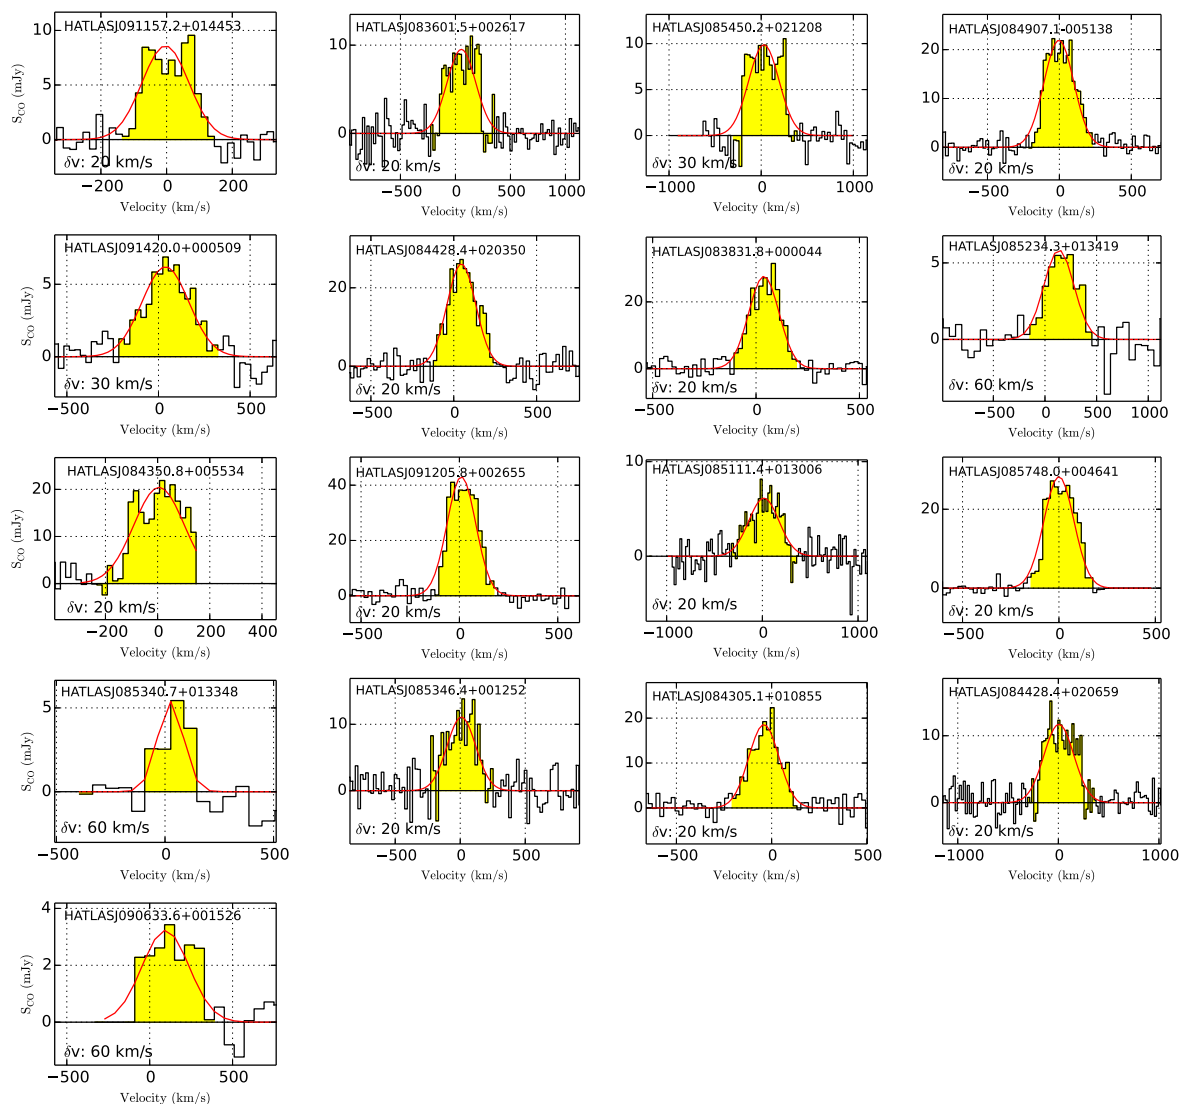 HATLASJ091157.2+014453
S_CO (mJy)
10
5
0
δv: 20 km/s
−200 0 200
Velocity (km/s)
HATLASJ083601.5+002617
10
0
δv: 20 km/s
−500 0 500 1000
Velocity (km/s)
HATLASJ085450.2+021208
10
5
0
δv: 30 km/s
−1000 0 1000
Velocity (km/s)
HATLASJ084907.1-005138
20
10
0
δv: 20 km/s
−500 0 500
Velocity (km/s)
HATLASJ091420.0+000509
S_CO (mJy)
5
0
δv: 30 km/s
−500 0 500
Velocity (km/s)
HATLASJ084428.4+020350
20
0
δv: 20 km/s
−500 0 500
Velocity (km/s)
HATLASJ083831.8+000044
20
0
δv: 20 km/s
−500 0 500
Velocity (km/s)
HATLASJ085234.3+013419
5
0
δv: 60 km/s
−1000 −500 0 500 1000
Velocity (km/s)
HATLASJ084350.8+005534
S_CO (mJy)
20
10
0
δv: 20 km/s
−200 0 200 400
Velocity (km/s)
HATLASJ091205.8+002655
40
20
0
δv: 20 km/s
−500 0 500
Velocity (km/s)
HATLASJ085111.4+013006
10
0
δv: 20 km/s
−1000 0 1000
Velocity (km/s)
HATLASJ085748.0+004641
20
0
δv: 20 km/s
−500 0 500
Velocity (km/s)
HATLASJ085340.7+013348
S_CO (mJy)
5
0
δv: 60 km/s
−500 0 500
Velocity (km/s)
HATLASJ085346.4+001252
10
0
δv: 20 km/s
−500 0 500
Velocity (km/s)
HATLASJ084305.1+010855
20
10
0
δv: 20 km/s
−500 0 500
Velocity (km/s)
HATLASJ084428.4+020659
10
0
δv: 20 km/s
−1000 0 1000
Velocity (km/s)
HATLASJ090633.6+001526
S_CO (mJy)
4
2
0
δv: 60 km/s
−500 0 500
Velocity (km/s)